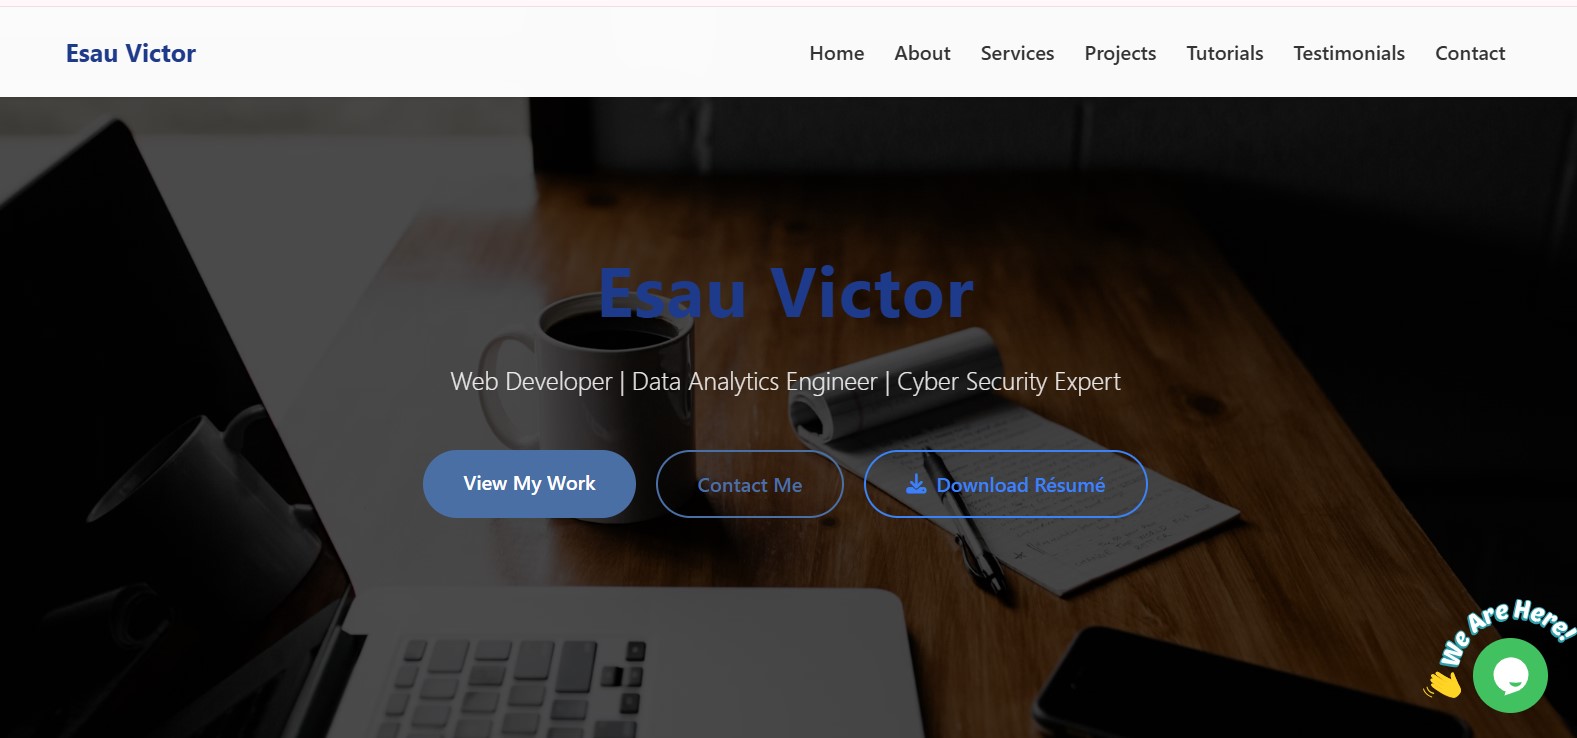 Esau Victor
Home About Services Projects Tutorials Testimonials Contact
Esau Victor
Web Developer | Data Analytics Engineer | Cyber Security Expert
View My Work
Contact Me
Download Résumé
We Are Here!